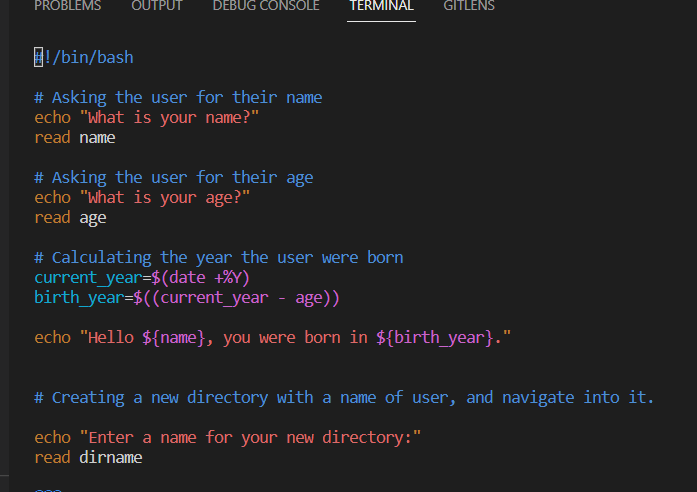 PROBLEMS OUTPUT DEBUG CONSOLE TERMINAL GITLENS
#!/bin/bash
# Asking the user for their name
echo "What is your name?"
read name
# Asking the user for their age
echo "What is your age?"
read age
# Calculating the year the user were born
current_year=$(date +%Y)
birth_year=$((current_year - age))
echo "Hello ${name}, you were born in ${birth_year}."
# Creating a new directory with a name of user, and navigate into it.
echo "Enter a name for your new directory:"
read dirname